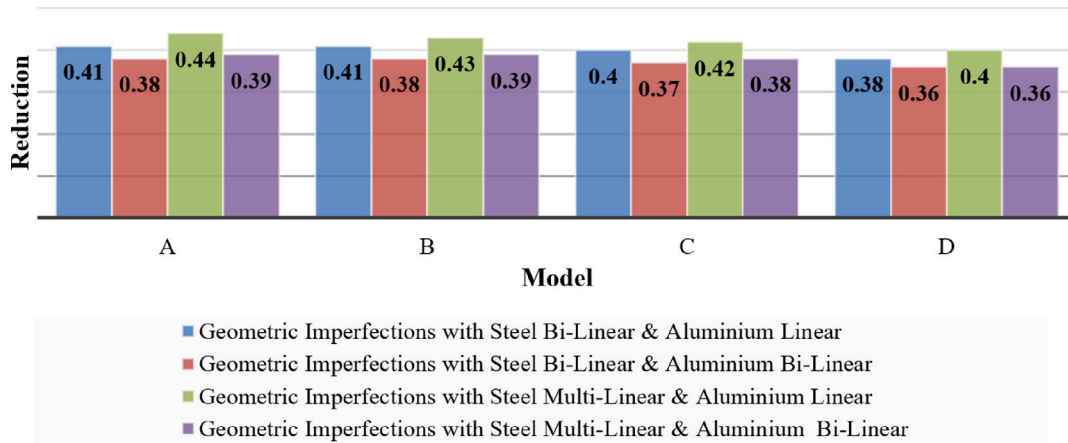 Reduction
0.41 0.38 0.44 0.39 0.41 0.38 0.43 0.39 0.4 0.37 0.42 0.38 0.38 0.36 0.4 0.36
A B C D
Model
Geometric Imperfections with Steel Bi-Linear & Aluminium Linear
Geometric Imperfections with Steel Bi-Linear & Aluminium Bi-Linear
Geometric Imperfections with Steel Multi-Linear & Aluminium Linear
Geometric Imperfections with Steel Multi-Linear & Aluminium Bi-Linear